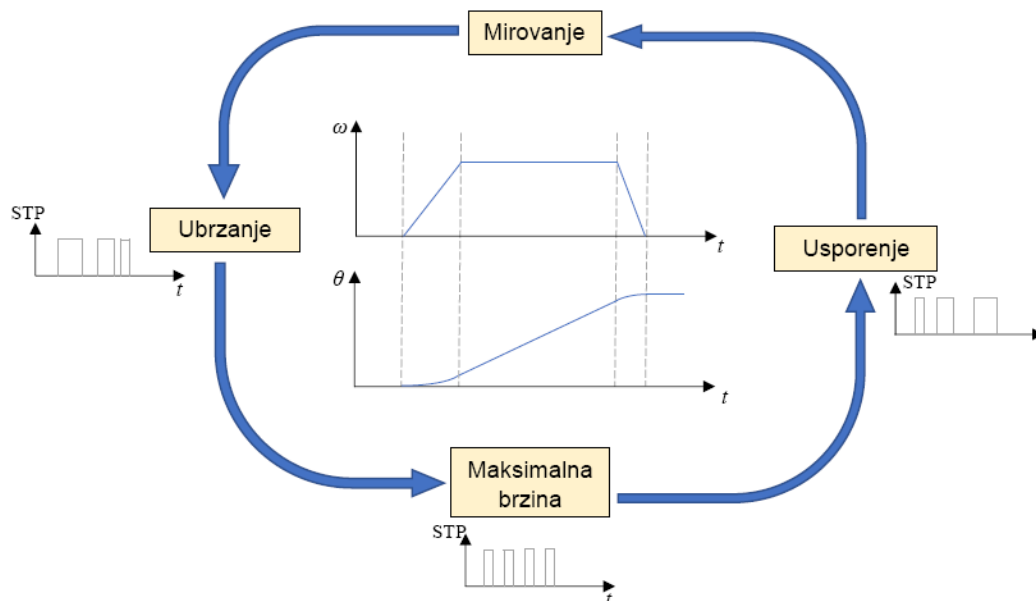 Mirovanje
ω
t
STP
t
Ubrzanje
θ
t
Usporenje
STP
Maksimalna
brzina
STP
t